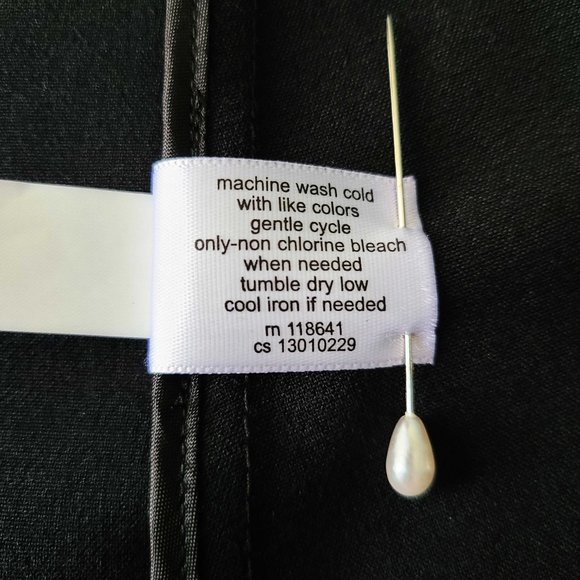 machine wash cold
with like colors
gentle cycle
only-non chlorine bleach
when needed
tumble dry low
cool iron if needed
rn 118641
cs 13010229